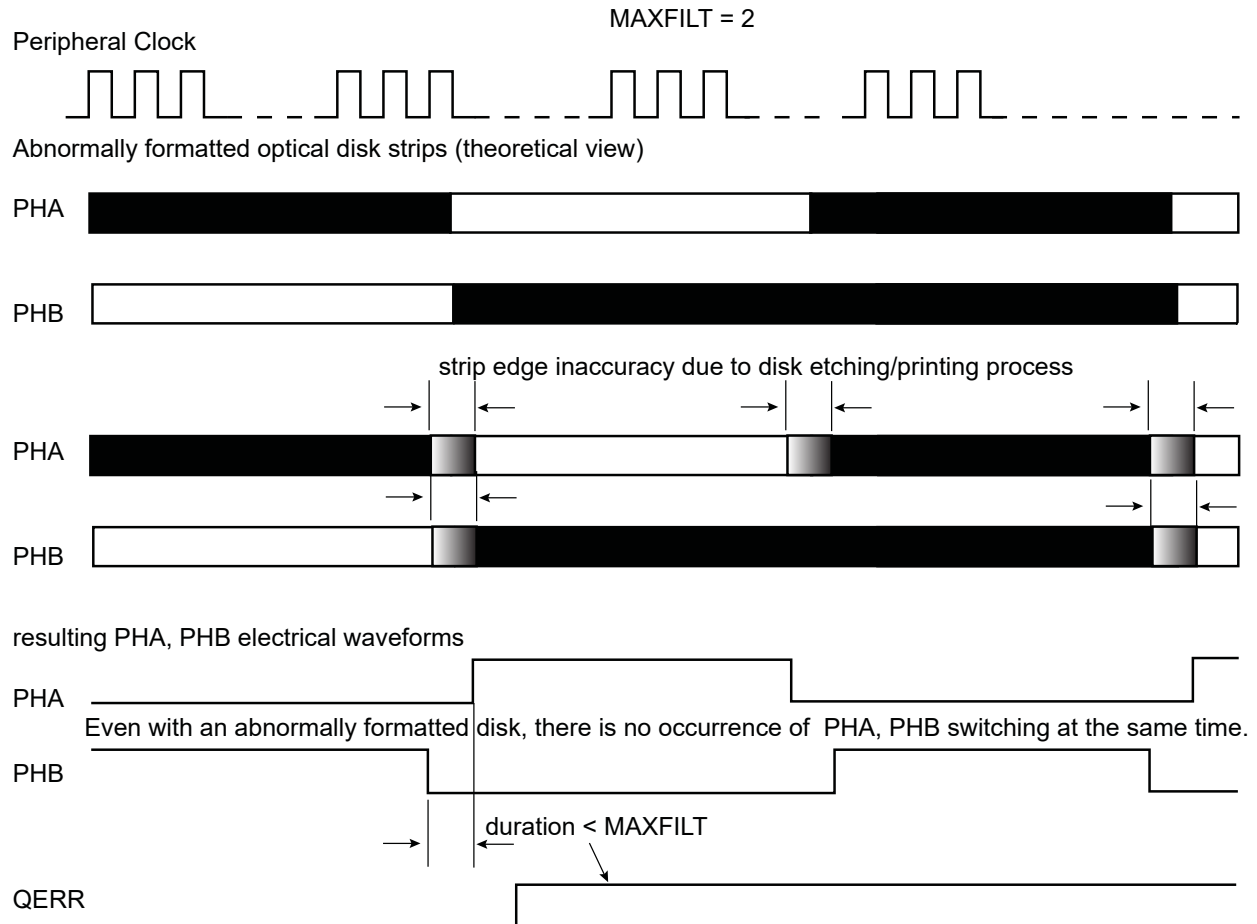 MAXFILT = 2
Peripheral Clock
Abnormally formatted optical disk strips (theoretical view)
PHA
PHB
strip edge inaccuracy due to disk etching/printing process
PHA
PHB
resulting PHA, PHB electrical waveforms
PHA
Even with an abnormally formatted disk, there is no occurrence of PHA, PHB switching at the same time.
PHB
duration < MAXFILT
QERR